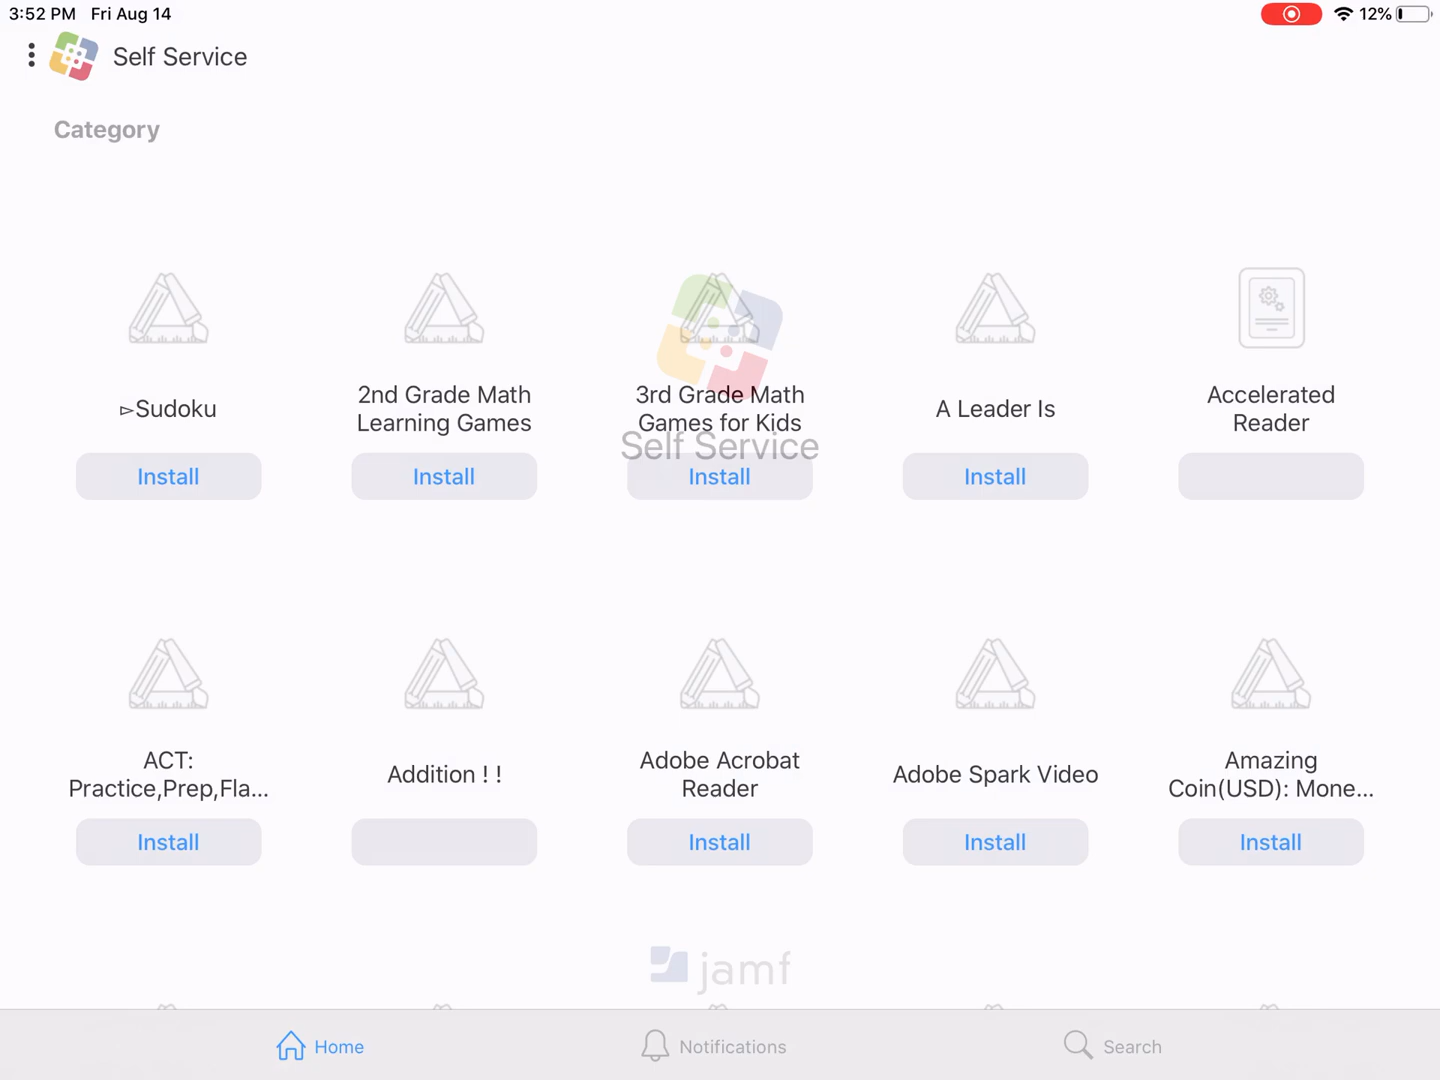 3:52 PM Fri Aug 14
12%
Self Service
Category
▻Sudoku
2nd Grade Math
Learning Games
3rd Grade Math
Games for Kids
A Leader Is
Accelerated
Reader
Self Service
Install
Install
Install
Install
ACT:
Practice,Prep,Fla...
Addition ! !
Adobe Acrobat
Reader
Adobe Spark Video
Amazing
Coin(USD): Mone...
Install
Install
Install
Install
jamf
Home
Notifications
Search